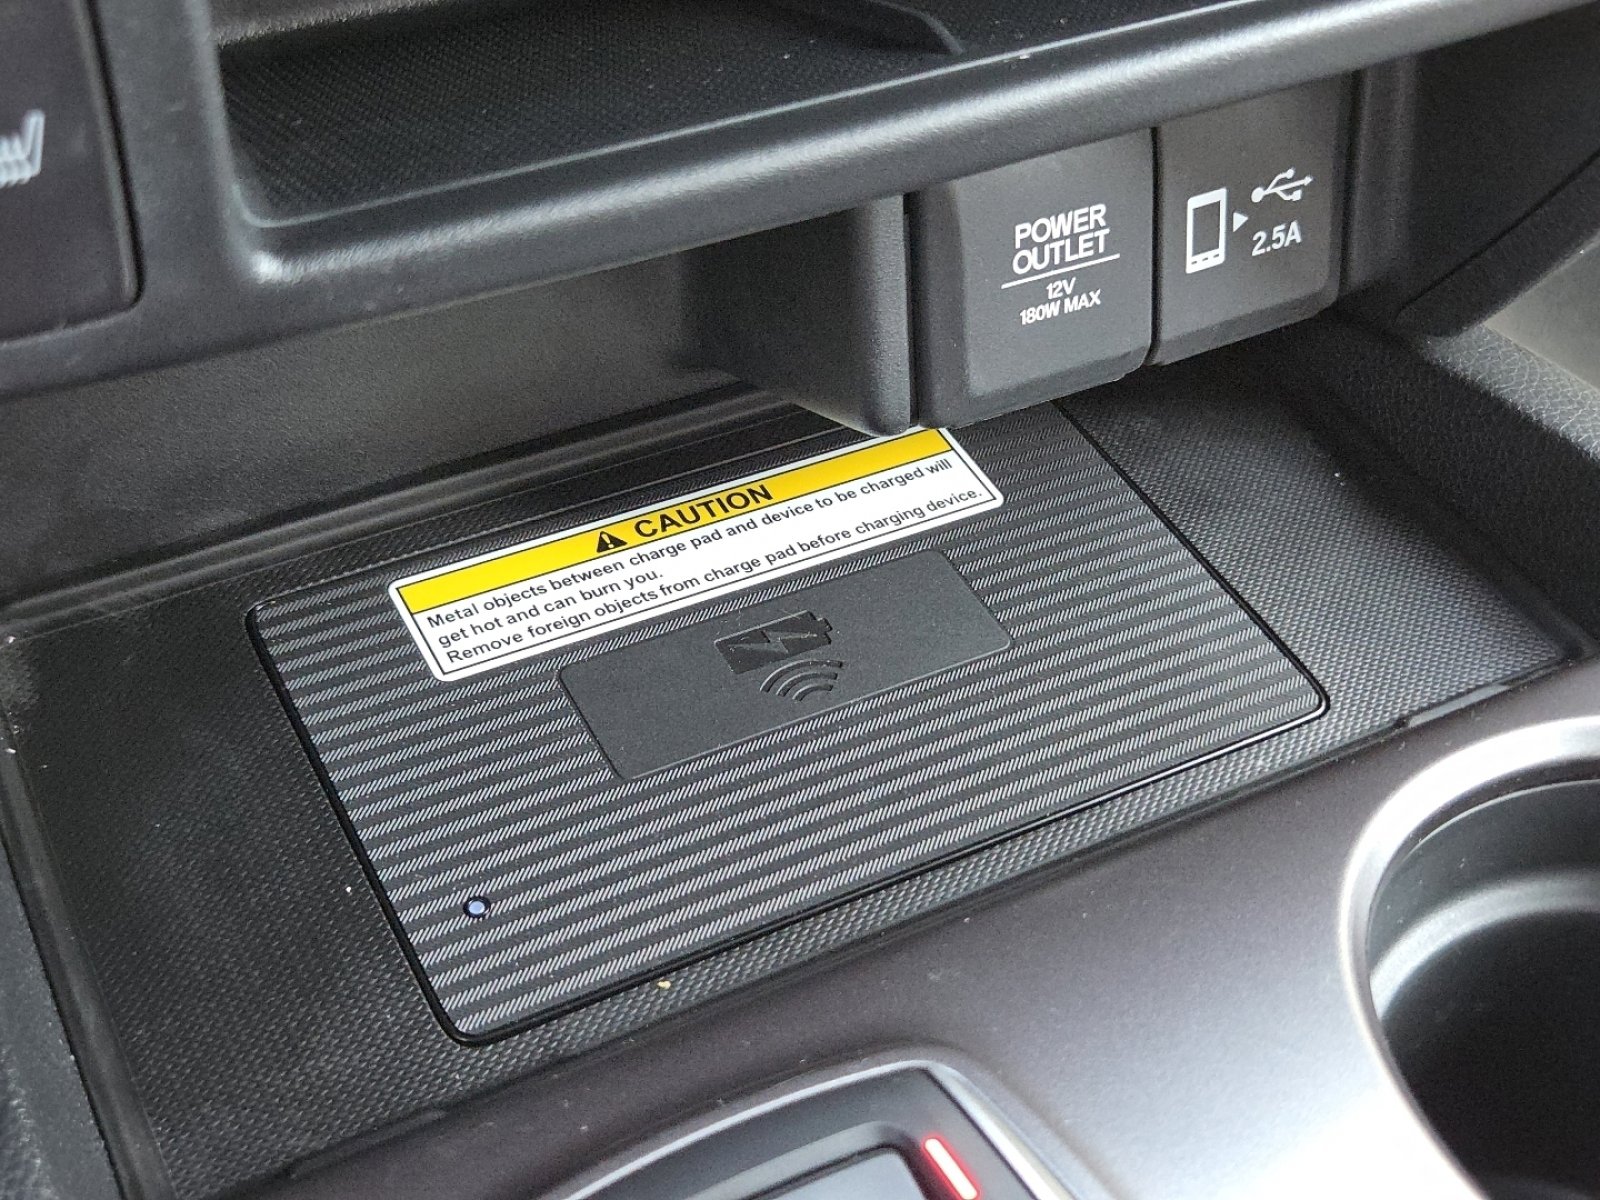 POWER
OUTLET
12V
180W MAX
2.5A
CAUTION
Metal objects between charge pad and device to be charged will
get hot and can burn you.
Remove foreign objects from charge pad before charging device.